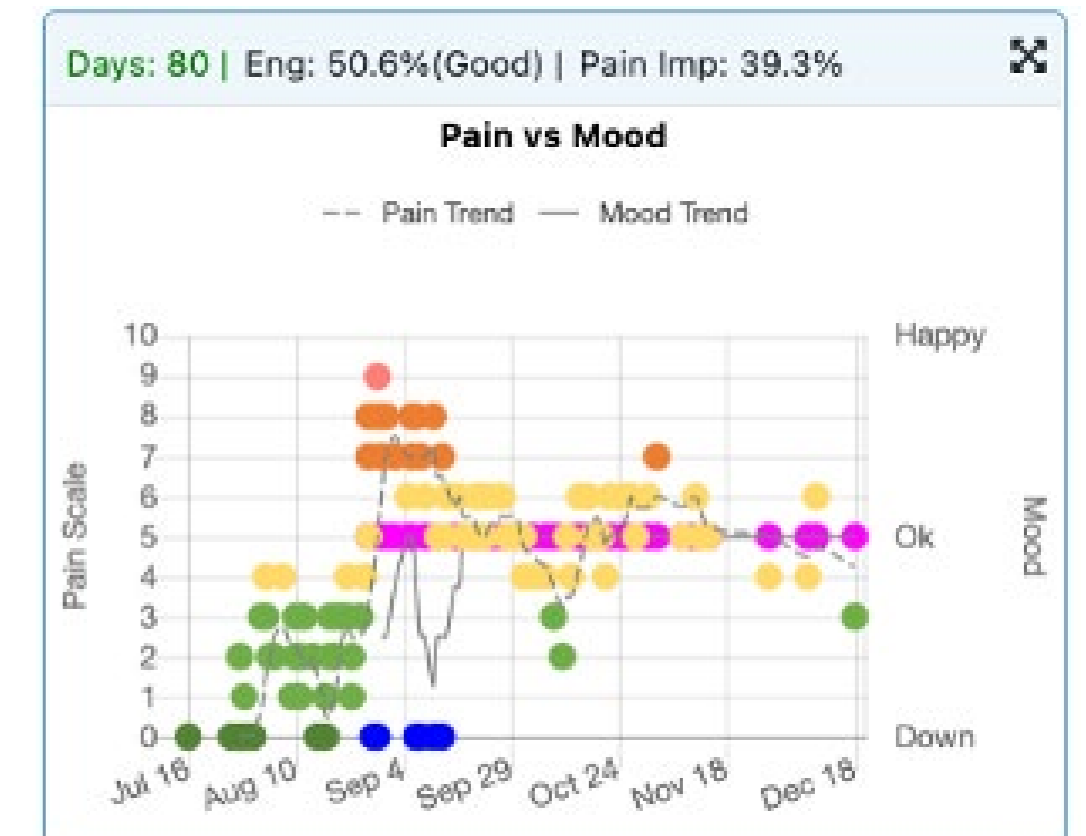 Days: 80 | Eng: 50.6%(Good) | Pain Imp: 39.3%
Pain vs Mood
Pain Trend Mood Trend
10 Happy
9
8
7
6
5 Ok
4
3
2
1
0 Down
Pain Scale
Mood
Jul 16 Aug 10 Sep 4 Sep 29 Oct 24 Nov 18 Dec 18